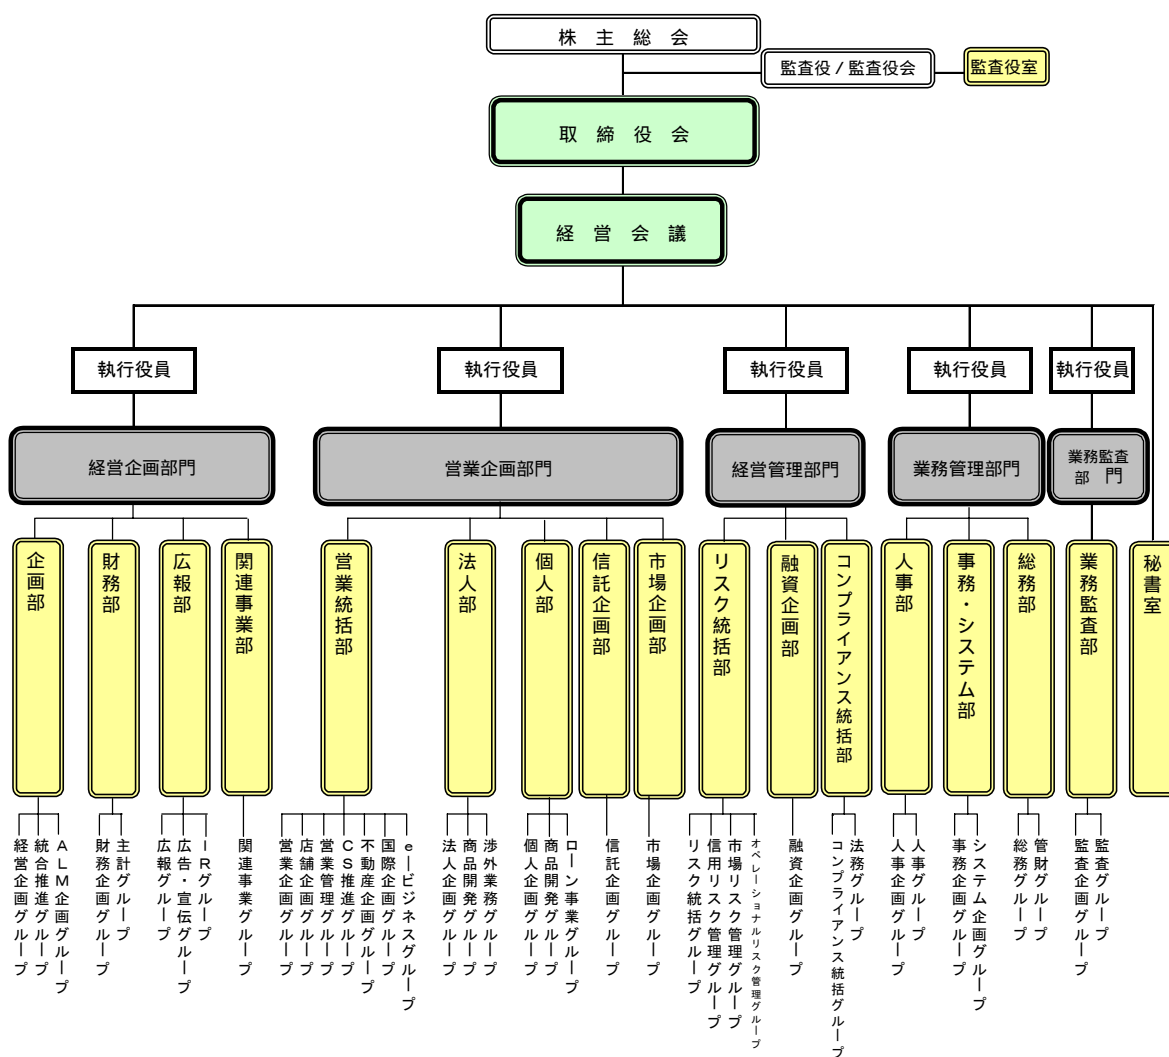 株主総会
監査役 / 監査役会
監査役室
取締役会
経営会議
執行役員
執行役員
執行役員
執行役員
執行役員
経営企画部門
営業企画部門
経営管理部門
業務管理部門
業務監査
部門
企画部
財務部
広報部
関連事業部
営業統括部
法人部
個人部
信託企画部
市場企画部
リスク統括部
融資企画部
コンプライアンス統括部
人事部
事務・システム部
総務部
業務監査部
秘書室
経営企画グループ
統合推進グループ
ALM企画グループ
財務企画グループ
主計グループ
広報グループ
広告・宣伝グループ
IRグループ
関連事業グループ
営業企画グループ
店舗企画グループ
営業管理グループ
CS推進グループ
不動産企画グループ
国際企画グループ
e-ビジネスグループ
法人企画グループ
商品開発グループ
渉外業務グループ
個人企画グループ
商品開発グループ
ローン事業グループ
信託企画グループ
市場企画グループ
リスク統括グループ
信用リスク管理グループ
市場リスク管理グループ
オペレーショナルリスク管理グループ
融資企画グループ
コンプライアンス統括グループ
法務グループ
人事企画グループ
人事グループ
事務企画グループ
システム企画グループ
総務グループ
管財グループ
監査企画グループ
監査グループ